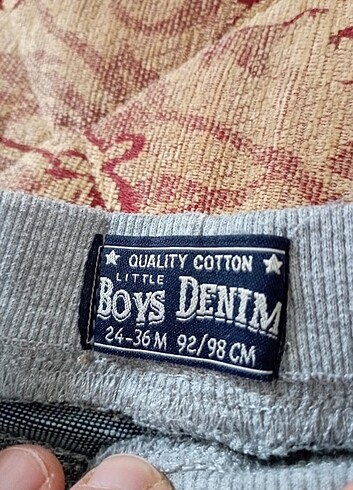 ★ QUALITY COTTON ★
LITTLE
BOYS DENIM
24-36 M 92/98 CM